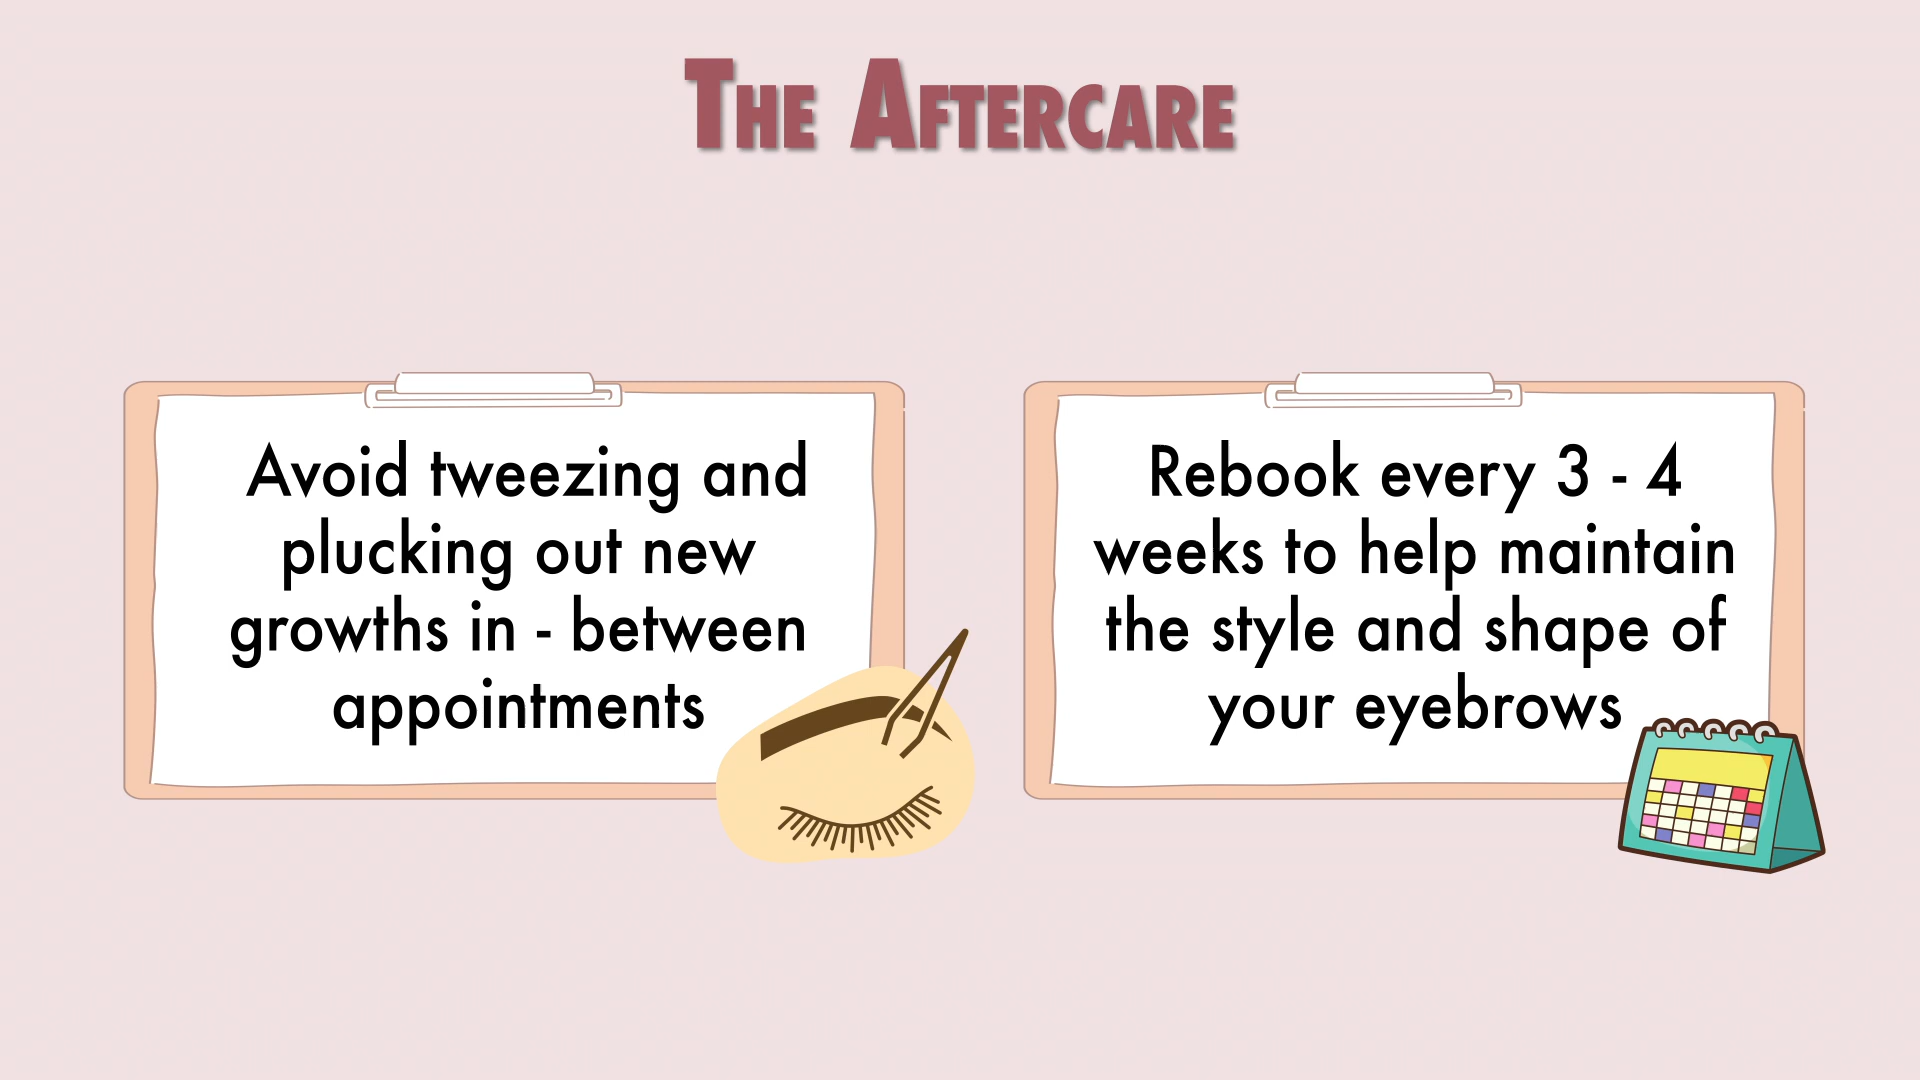 The Aftercare
Avoid tweezing and
plucking out new
growths in - between
appointments
Rebook every 3 - 4
weeks to help maintain
the style and shape of
your eyebrows